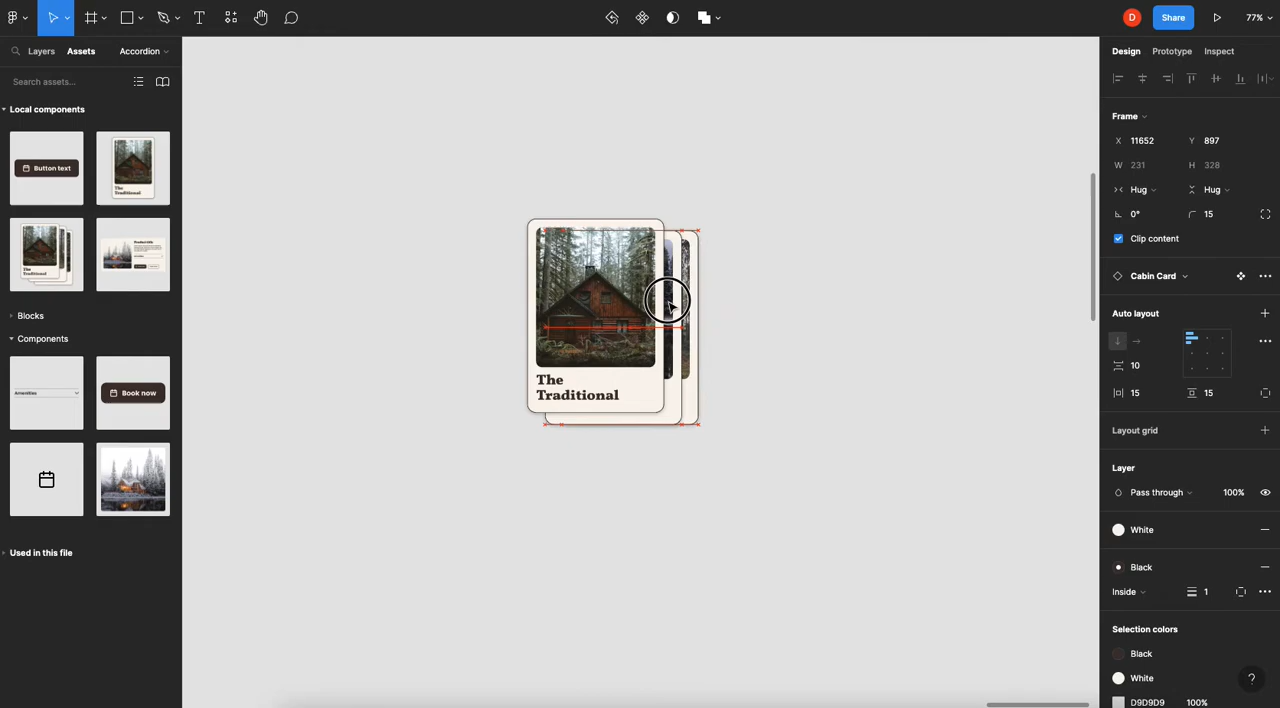 D
Share
77%
Layers
Assets
Accordion
Search assets...
Local components
Button text
The
Traditional
The
Traditional
Product title
Blocks
Components
Amenities
Book now
Used in this file
The
Traditional
Design
Prototype
Inspect
Frame
X 11652
Y 897
W 231
H 328
Hug
Hug
0°
15
Clip content
Cabin Card
Auto layout
10
15
15
Layout grid
Layer
Pass through
100%
White
Black
Inside
1
Selection colors
Black
White
D9D9D9
100%
?